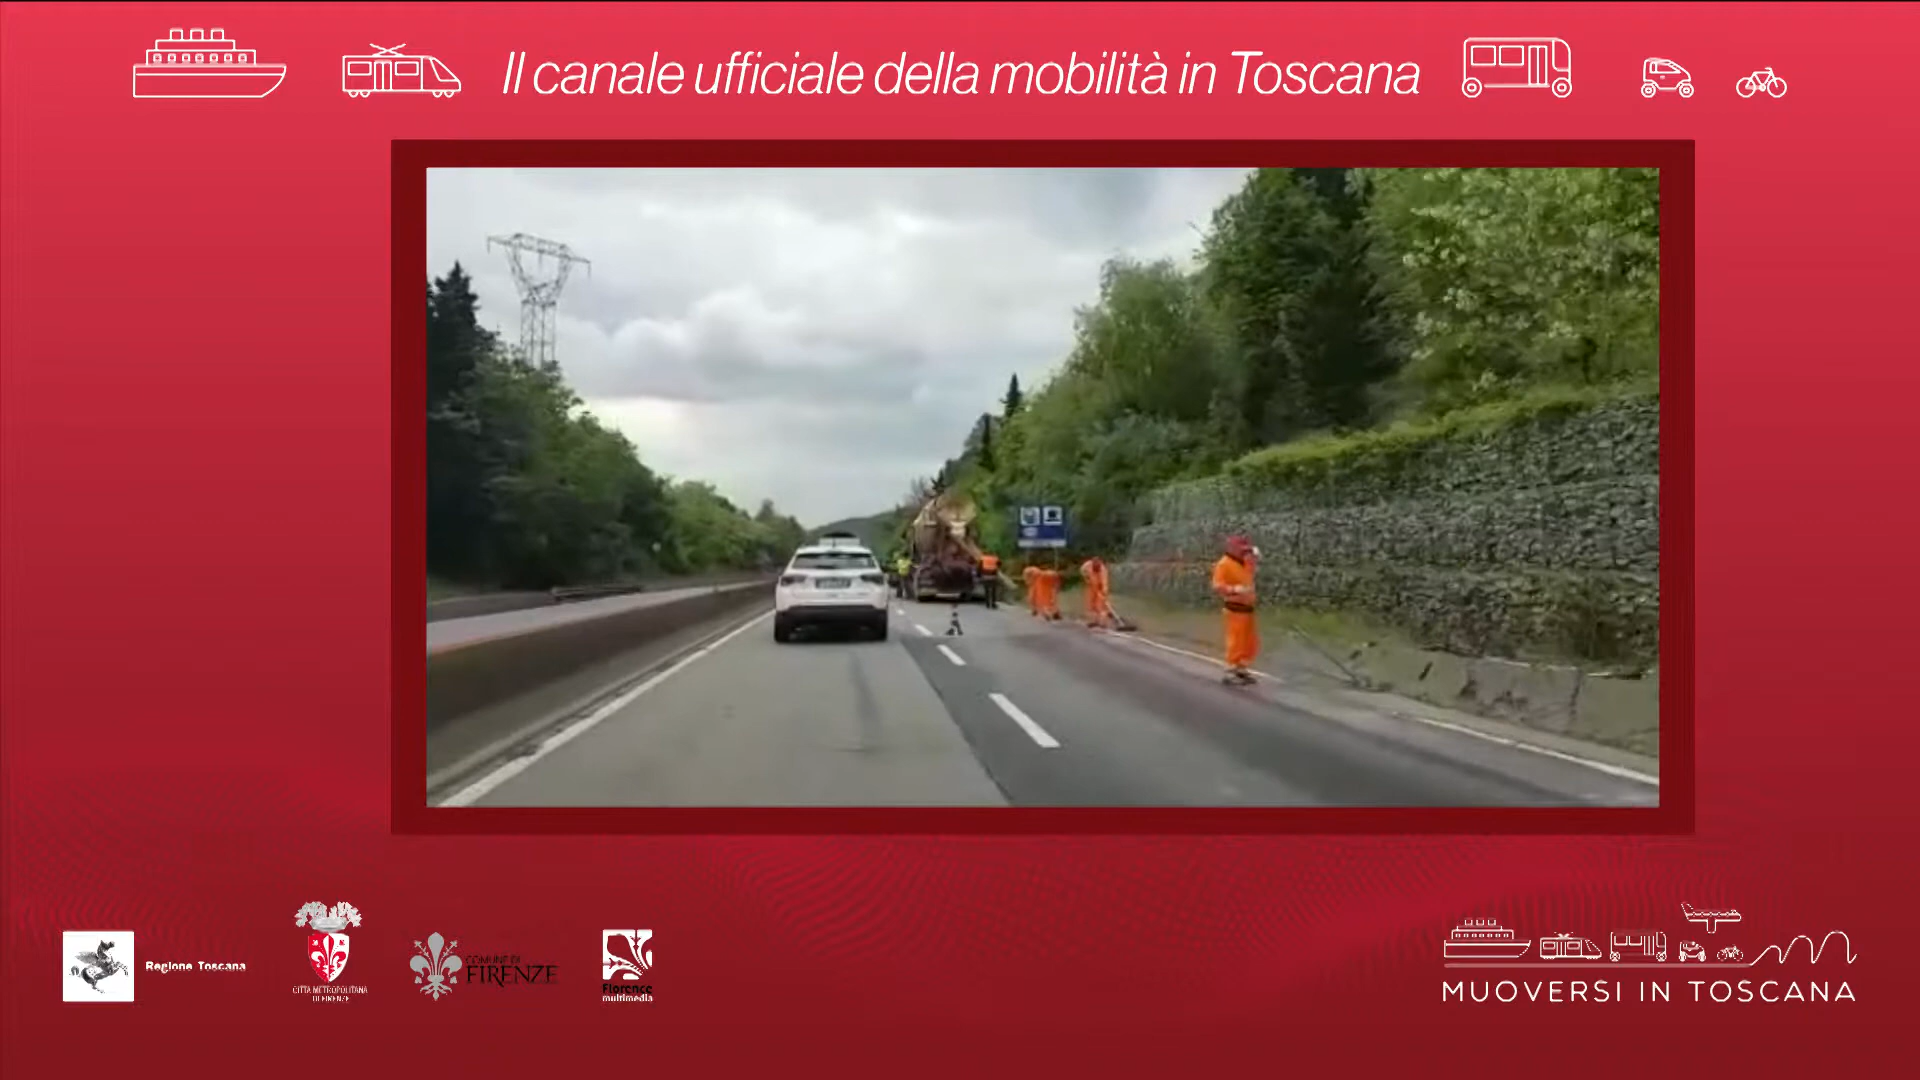 Il canale ufficiale della mobilità in Toscana
Regione Toscana
CITTÀ METROPOLITANA
DI FIRENZE
COMUNE DI
FIRENZE
Florence
multimedia
MUOVERSI IN TOSCANA